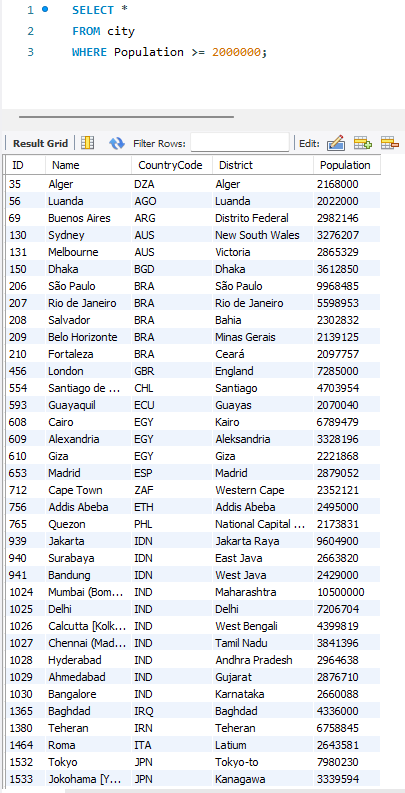 1 SELECT *
2 FROM city
3 WHERE Population >= 2000000;
Result Grid Filter Rows: Edit:
ID Name CountryCode District Population
35 Alger DZA Alger 2168000
56 Luanda AGO Luanda 2022000
69 Buenos Aires ARG Distrito Federal 2982146
130 Sydney AUS New South Wales 3276207
131 Melbourne AUS Victoria 2865329
150 Dhaka BGD Dhaka 3612850
206 São Paulo BRA São Paulo 9968485
207 Rio de Janeiro BRA Rio de Janeiro 5598953
208 Salvador BRA Bahia 2302832
209 Belo Horizonte BRA Minas Gerais 2139125
210 Fortaleza BRA Ceará 2097757
456 London GBR England 7285000
554 Santiago de ... CHL Santiago 4703954
593 Guayaquil ECU Guayas 2070040
608 Cairo EGY Kairo 6789479
609 Alexandria EGY Aleksandria 3328196
610 Giza EGY Giza 2221868
653 Madrid ESP Madrid 2879052
712 Cape Town ZAF Western Cape 2352121
756 Addis Abeba ETH Addis Abeba 2495000
765 Quezon PHL National Capital ... 2173831
939 Jakarta IDN Jakarta Raya 9604900
940 Surabaya IDN East Java 2663820
941 Bandung IDN West Java 2429000
1024 Mumbai (Bom... IND Maharashtra 10500000
1025 Delhi IND Delhi 7206704
1026 Calcutta [Kolk... IND West Bengali 4399819
1027 Chennai (Mad... IND Tamil Nadu 3841396
1028 Hyderabad IND Andhra Pradesh 2964638
1029 Ahmedabad IND Gujarat 2876710
1030 Bangalore IND Karnataka 2660088
1365 Baghdad IRQ Baghdad 4336000
1380 Teheran IRN Teheran 6758845
1464 Roma ITA Latium 2643581
1532 Tokyo JPN Tokyo-to 7980230
1533 Jokohama [Y... JPN Kanagawa 3339594